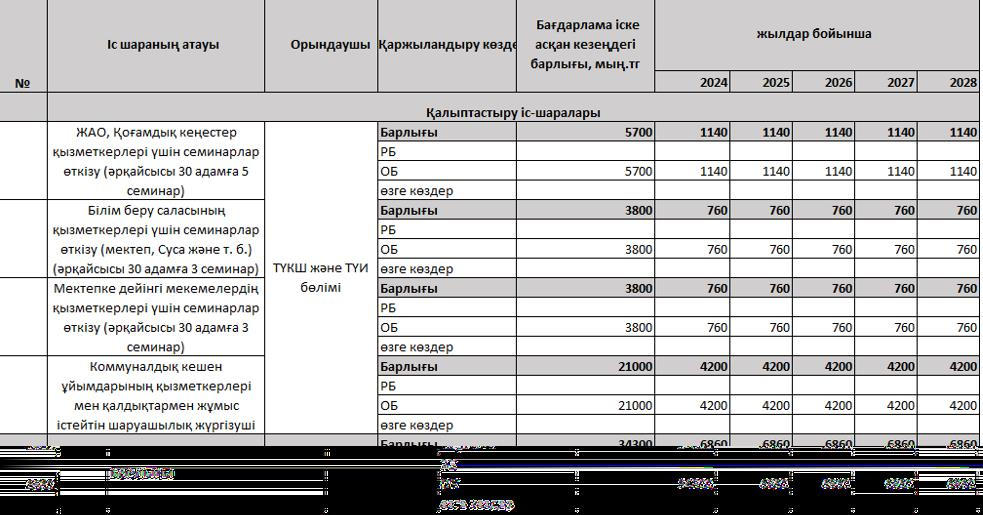 № Іс шараның атауы Орындаушы Қаржыландыру көзде Бағдарлама іске асқан кезеңдегі барлығы, мың.тг жылдар бойынша
2024 2025 2026 2027 2028
Қалыптастыру іс-шаралары
ЖАО, Қоғамдық кеңестер
қызметкерлері үшін семинарлар
өткізу (әрқайсысы 30 адамға 5
семинар)
Барлығы 5700 1140 1140 1140 1140 1140
РБ
ОБ 5700 1140 1140 1140 1140 1140
өзге көздер
Білім беру саласының
қызметкерлері үшін семинарлар
өткізу (мектеп, Суса және т. б.)
(әрқайсысы 30 адамға 3 семинар)
Барлығы 3800 760 760 760 760 760
РБ
ОБ 3800 760 760 760 760 760
өзге көздер
ТҮКШ және ТҮИ
бөлімі
Мектепке дейінгі мекемелердің
қызметкерлері үшін семинарлар
өткізу (әрқайсысы 30 адамға 3
семинар)
Барлығы 3800 760 760 760 760 760
РБ
ОБ 3800 760 760 760 760 760
өзге көздер
Коммуналдық кешен
ұйымдарының қызметкерлері
мен қалдықтармен жұмыс
істейтін шаруашылық жүргізуші
Барлығы 21000 4200 4200 4200 4200 4200
РБ
ОБ 21000 4200 4200 4200 4200 4200
өзге көздер
Барлығы 34300 6860 6860 6860 6860 6860